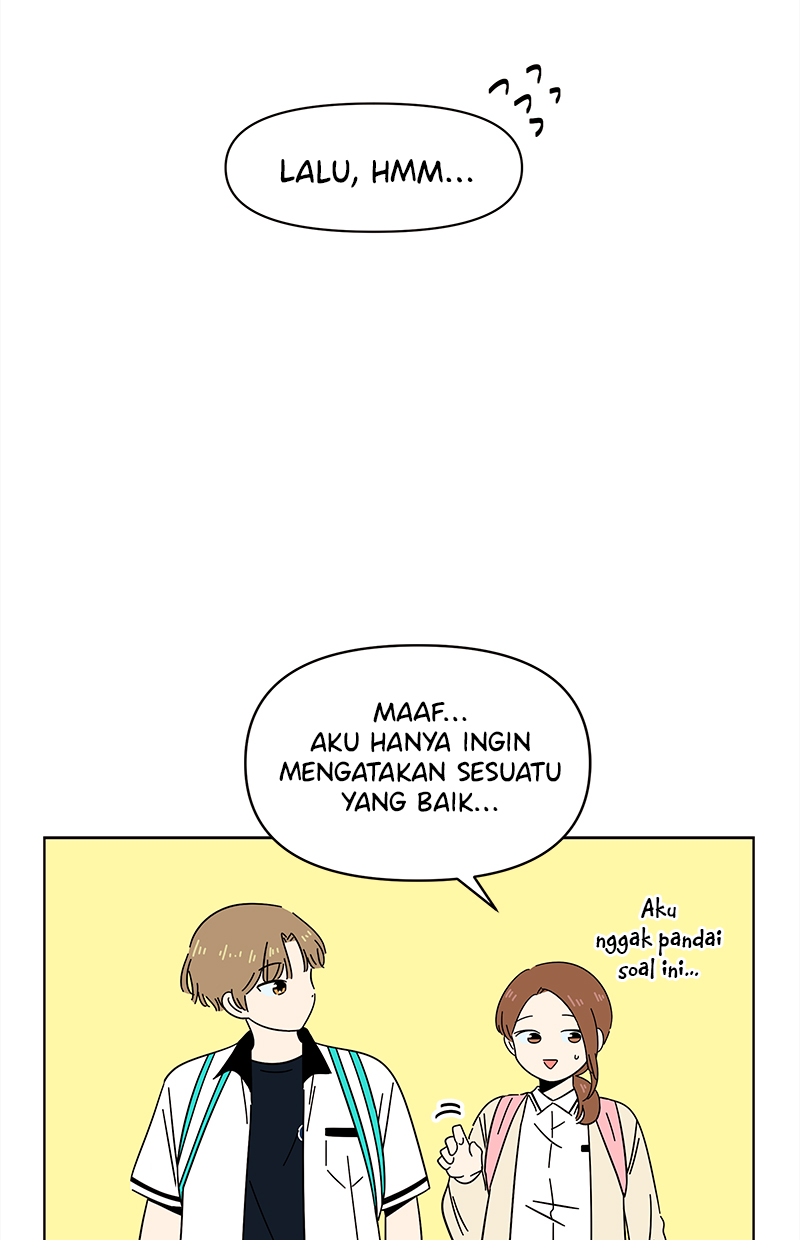 LALU, HMM...
MAAF...
AKU HANYA INGIN
MENGATAKAN SESUATU
YANG BAIK...
Aku
nggak pandai
soal ini...